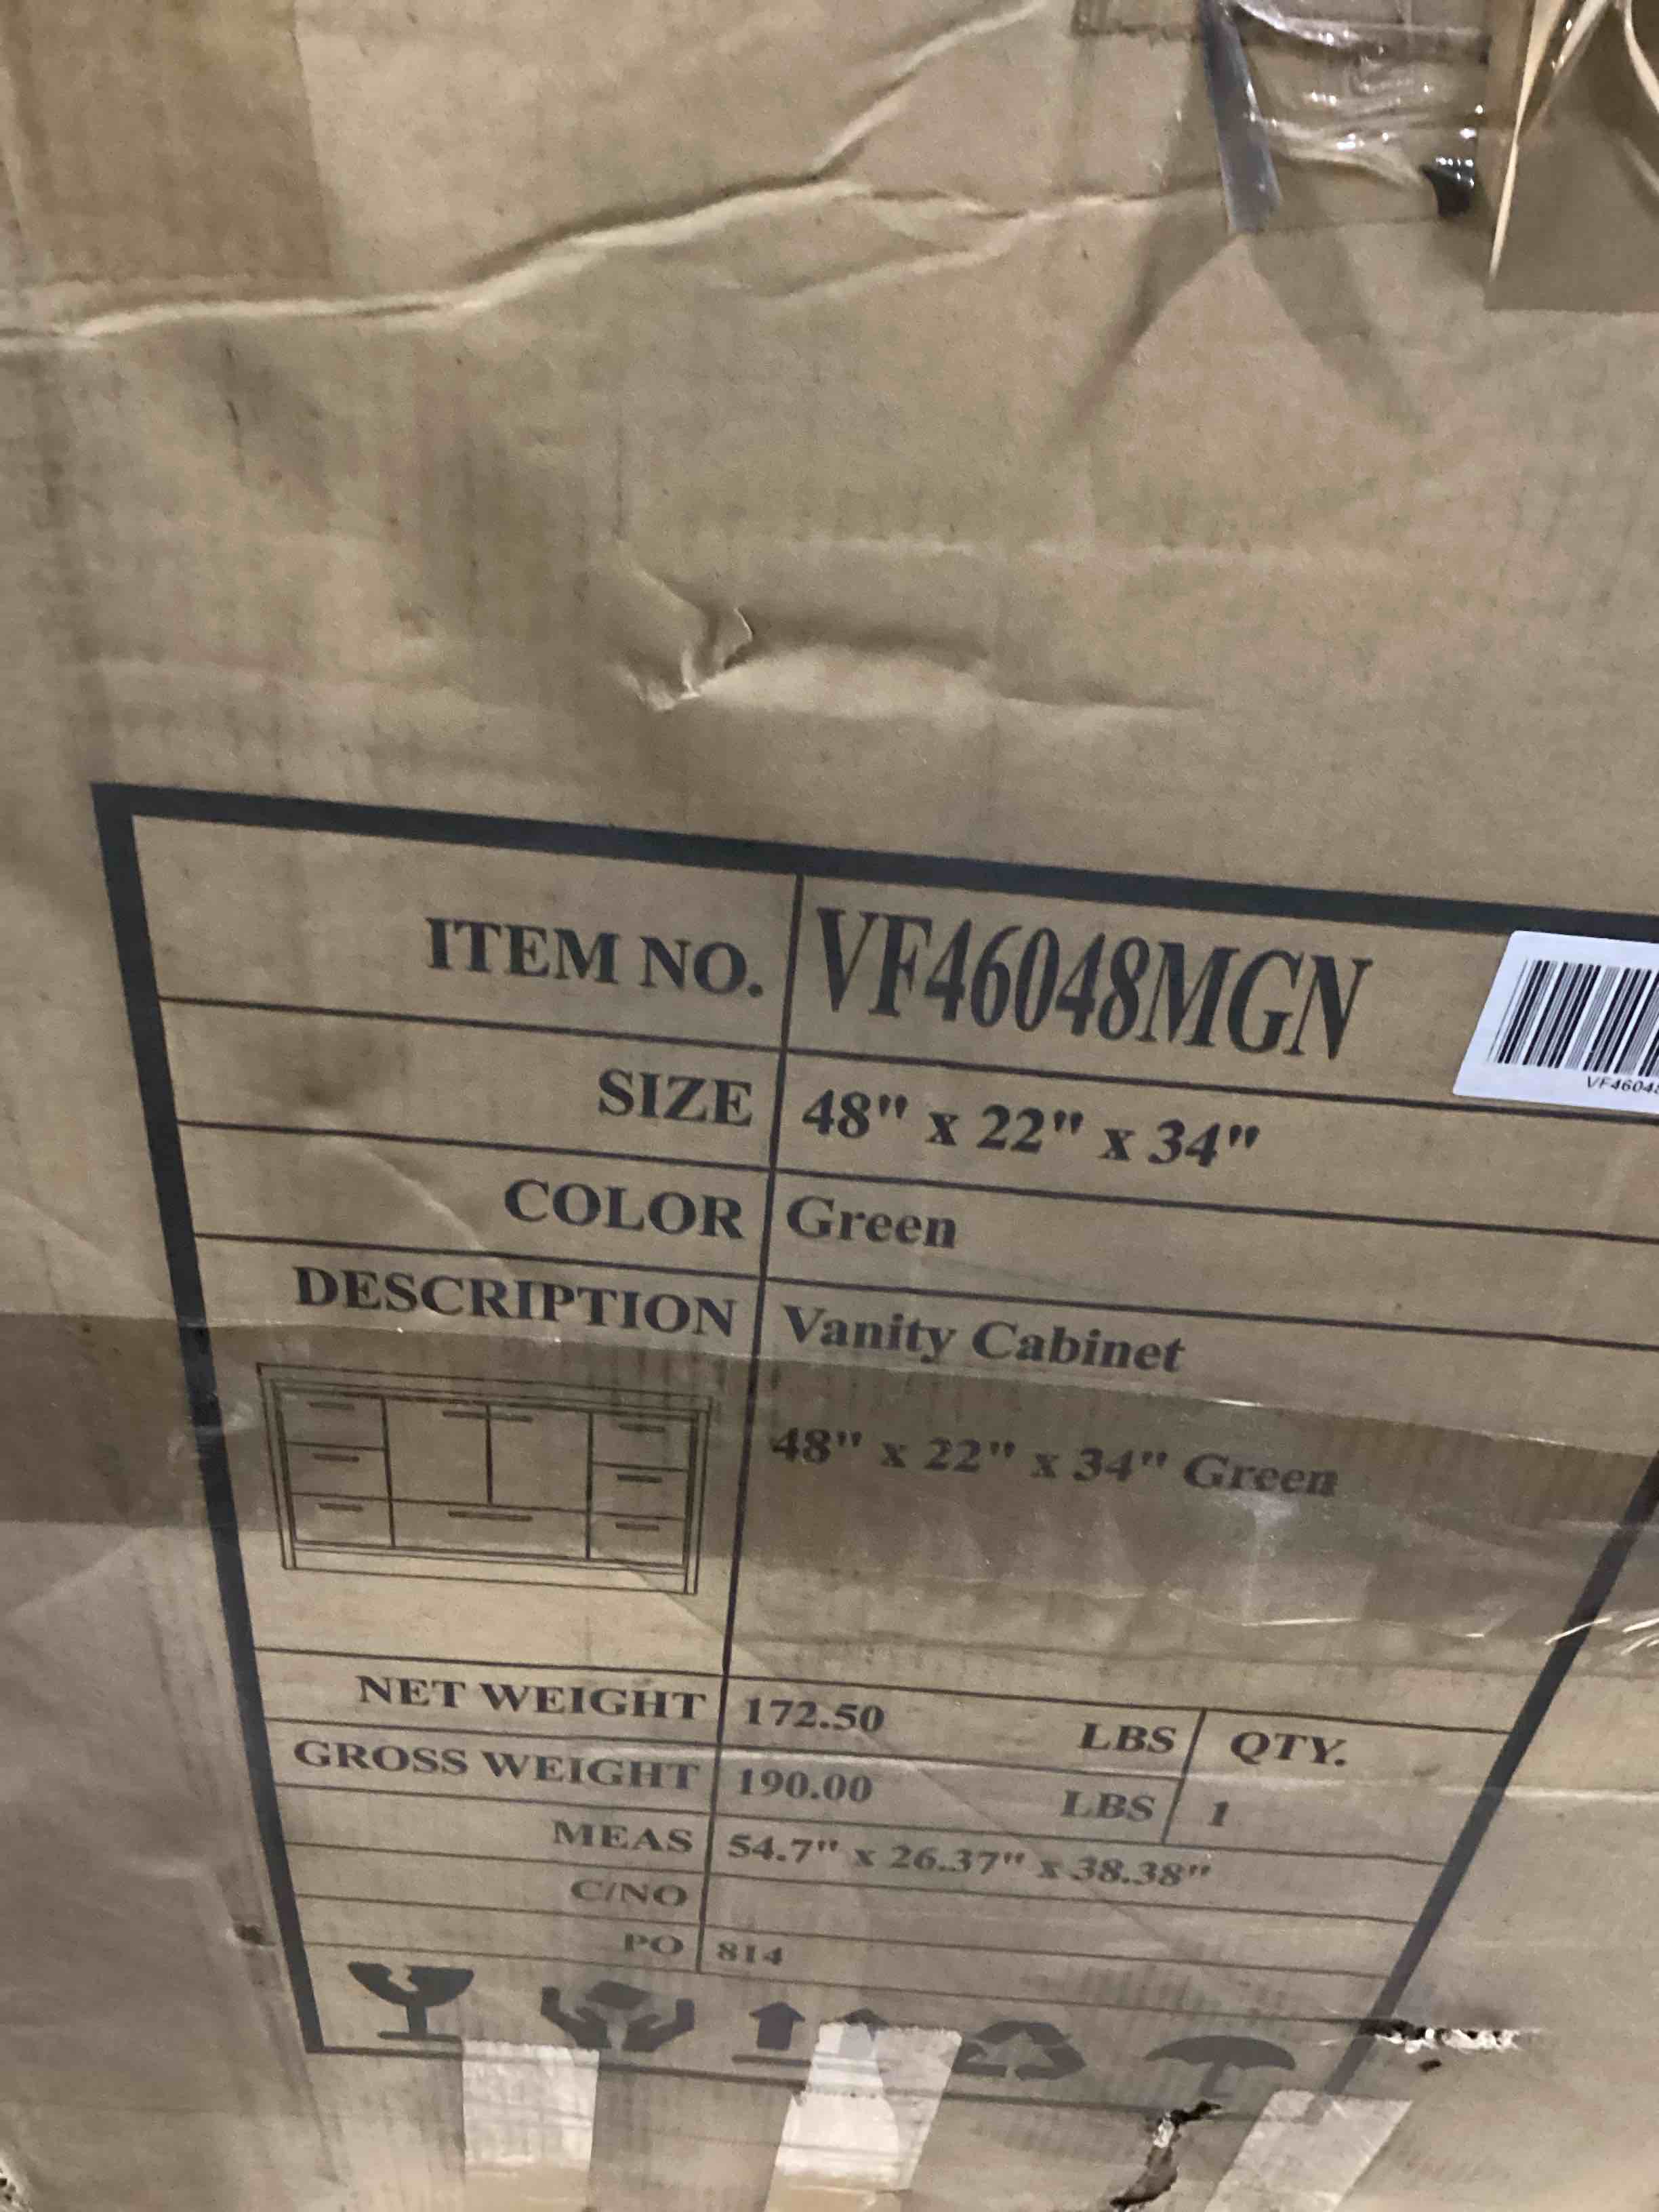 ITEM NO. VF46048MGN
SIZE 48" x 22" x 34"
COLOR Green
DESCRIPTION Vanity Cabinet
48" x 22" x 34" Green
NET WEIGHT 172.50 LBS QTY.
GROSS WEIGHT 190.00 LBS 1
MEAS 54.7" x 26.37" x 38.38"
C/NO
PO 814